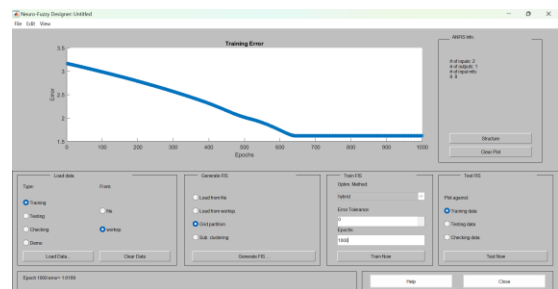 Neuro-Fuzzy Designer: Untitled
File Edit View
Training Error
3.5
3
2.5
2
1.5
Error
0 100 200 300 400 500 600 700 800 900 1000
Epochs
ANFIS Info
# of inputs: 2
# of outputs: 1
# of input mfs:
Structure
Clear Plot
Load data
Type: From:
Training
Testing
Checking
Demo
file
worksp
Load Data... Clear Data
Generate FIS
Load from file
Load from worksp
Grid partition
Sub. clustering
Generate FIS ...
Train FIS
Optim. Method:
hybrid
Error Tolerance:
0
Epochs:
1000
Train Now
Test FIS
Plot against:
Training data
Testing data
Checking data
Test Now
Help
Close